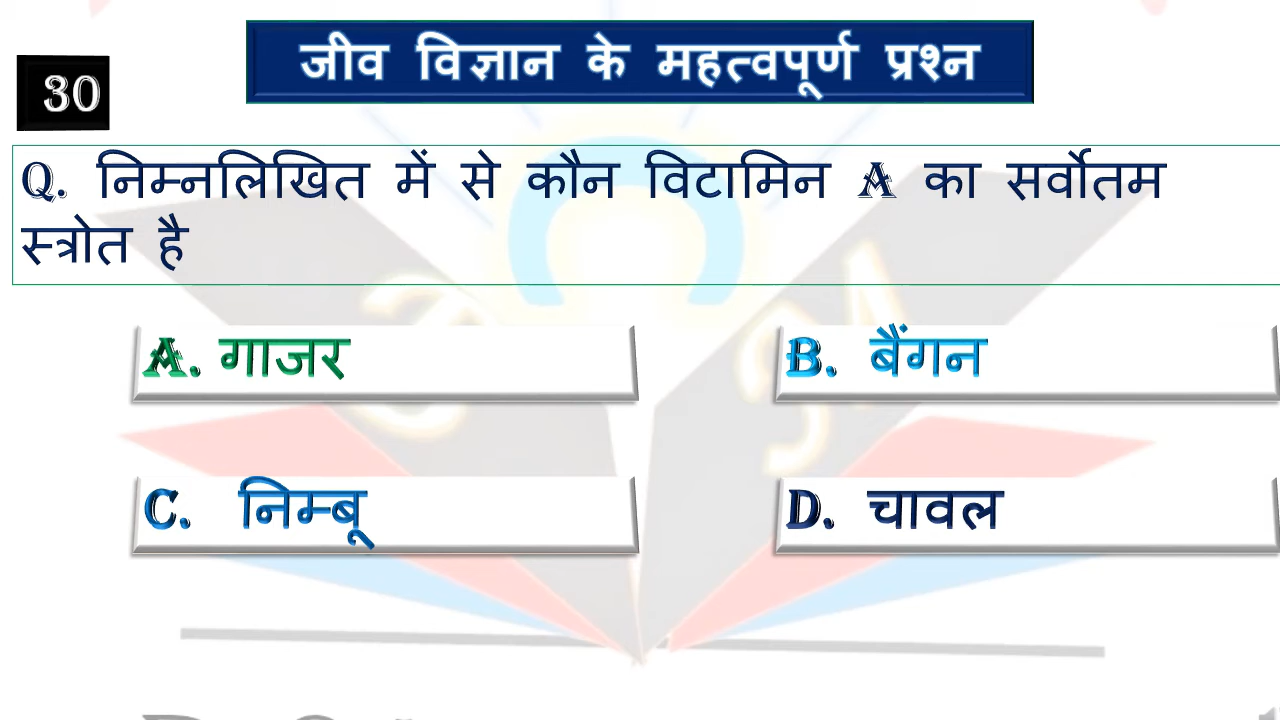 जीव विज्ञान के महत्वपूर्ण प्रश्न
30
Q. निम्नलिखित में से कौन विटामिन A का सर्वोतम
स्त्रोत है
A. गाजर
B. बैंगन
C. निम्बू
D. चावल